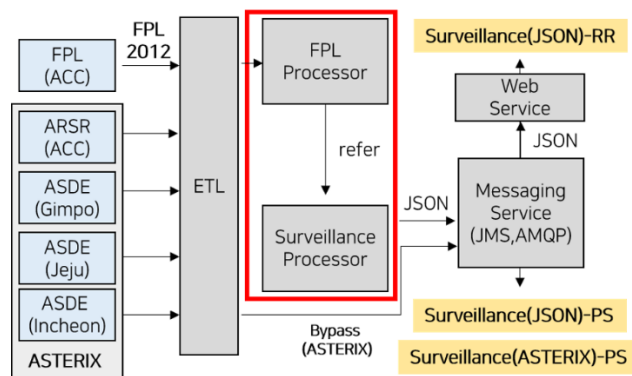 FPL
(ACC)
FPL
2012
ARSR
(ACC)
ASDE
(Gimpo)
ASDE
(Jeju)
ASDE
(Incheon)
ASTERIX
ETL
FPL
Processor
refer
Surveillance
Processor
JSON
Bypass
(ASTERIX)
Surveillance(JSON)-RR
Web
Service
JSON
Messaging
Service
(JMS,AMQP)
Surveillance(JSON)-PS
Surveillance(ASTERIX)-PS